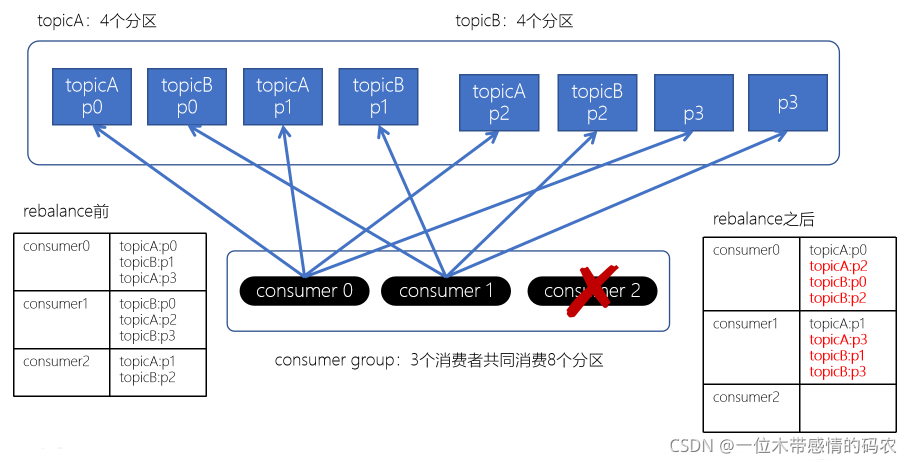 topicA：4个分区
topicB：4个分区
topicA
p0
topicB
p0
topicA
p1
topicB
p1
topicA
p2
topicB
p2
p3
p3
rebalance前
consumer0
topicA:p0
topicB:p1
topicA:p3
consumer1
topicB:p0
topicA:p2
topicB:p3
consumer2
topicA:p1
topicB:p2
consumer 0
consumer 1
consumer 2
consumer group：3个消费者共同消费8个分区
rebalance之后
consumer0
topicA:p0
topicA:p2
topicB:p0
topicB:p2
consumer1
topicA:p1
topicA:p3
topicB:p1
topicB:p3
consumer2
CSDN @一位木带感情的码农